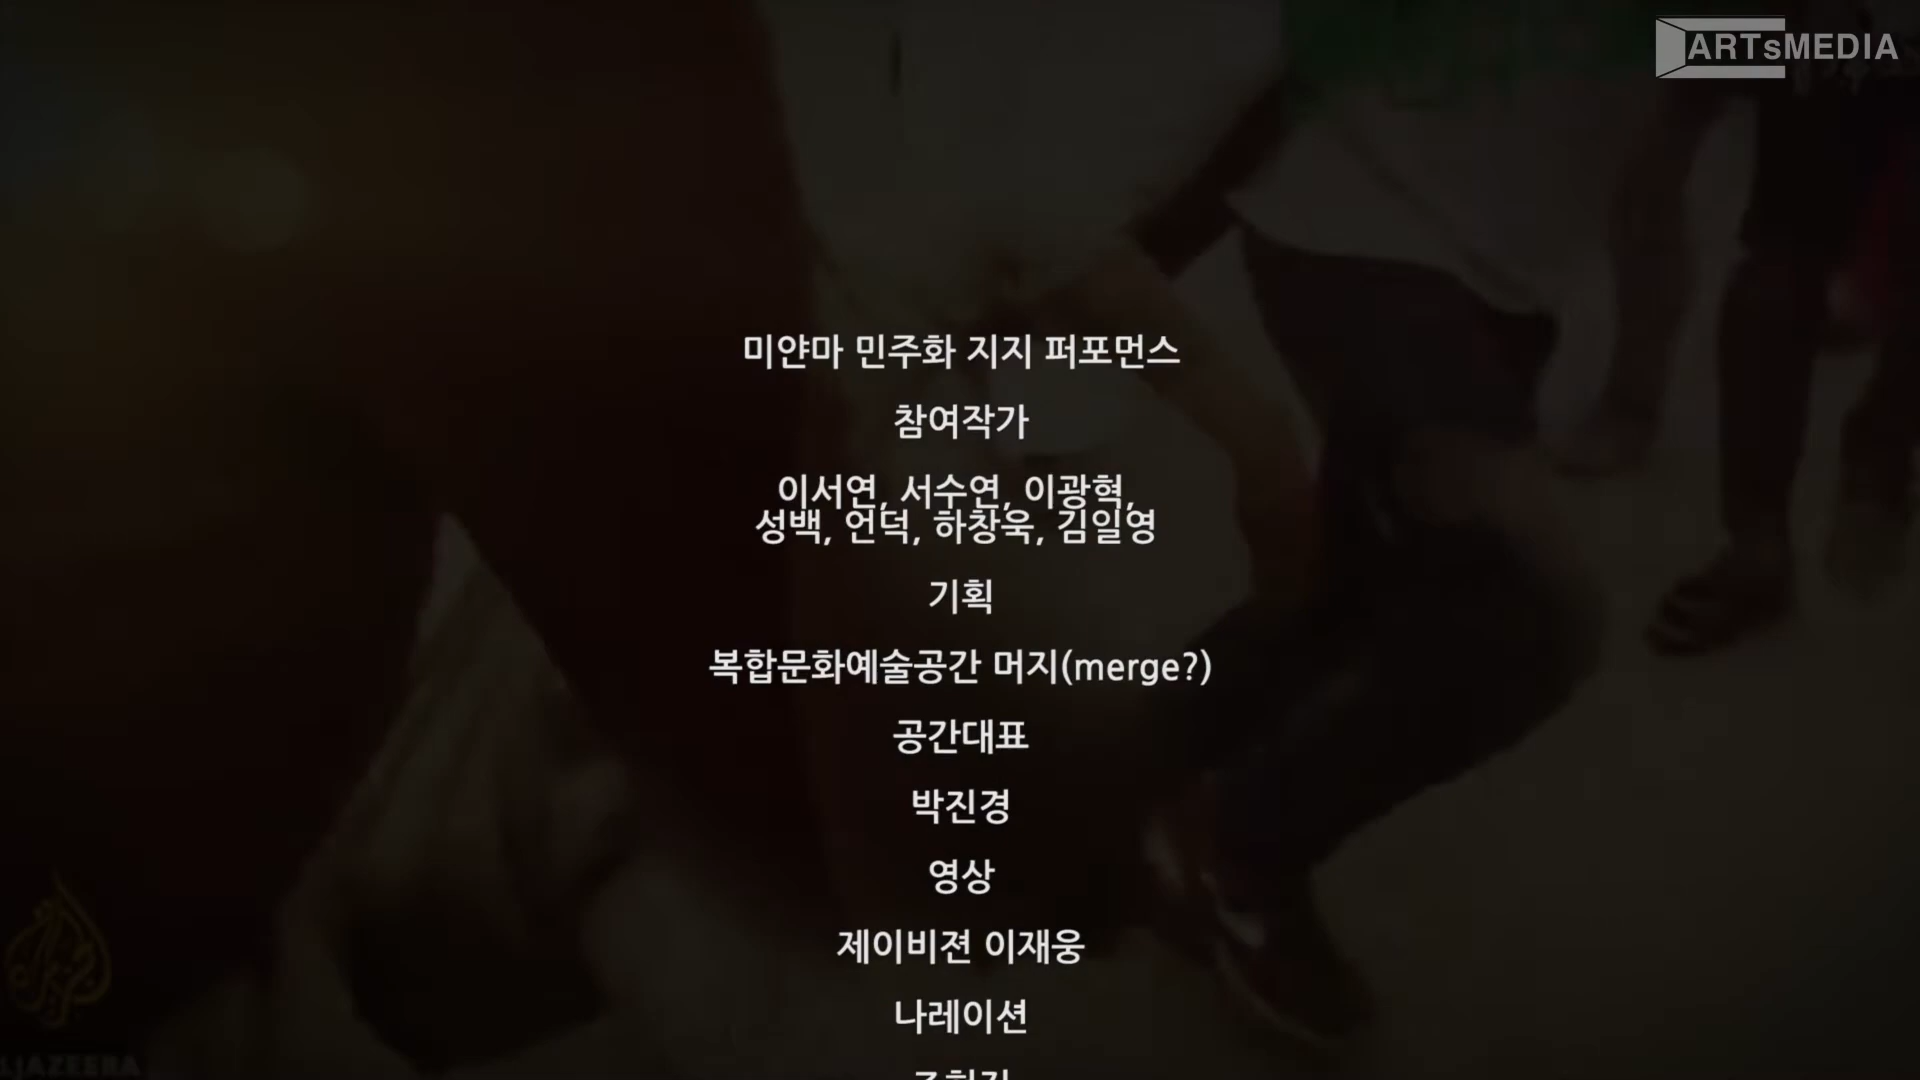 ARTsMEDIA
미얀마 민주화 지지 퍼포먼스
참여작가
이서연, 서수연, 이광혁,
성백, 언덕, 하창욱, 김일영
기획
복합문화예술공간 머지(merge?)
공간대표
박진경
영상
제이비젼 이재웅
나레이션